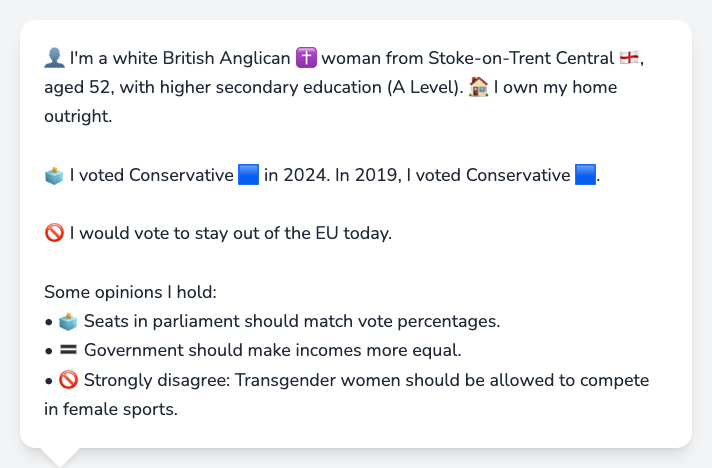 👤 I'm a white British Anglican ✝️ woman from Stoke-on-Trent Central 🏴󠁧󠁢󠁥󠁮󠁧󠁿,
aged 52, with higher secondary education (A Level). 🏠 I own my home
outright.
🗳️ I voted Conservative 🟦 in 2024. In 2019, I voted Conservative 🟦.
🚫 I would vote to stay out of the EU today.
Some opinions I hold:
• 🗳️ Seats in parliament should match vote percentages.
• 🟰 Government should make incomes more equal.
• 🚫 Strongly disagree: Transgender women should be allowed to compete
in female sports.